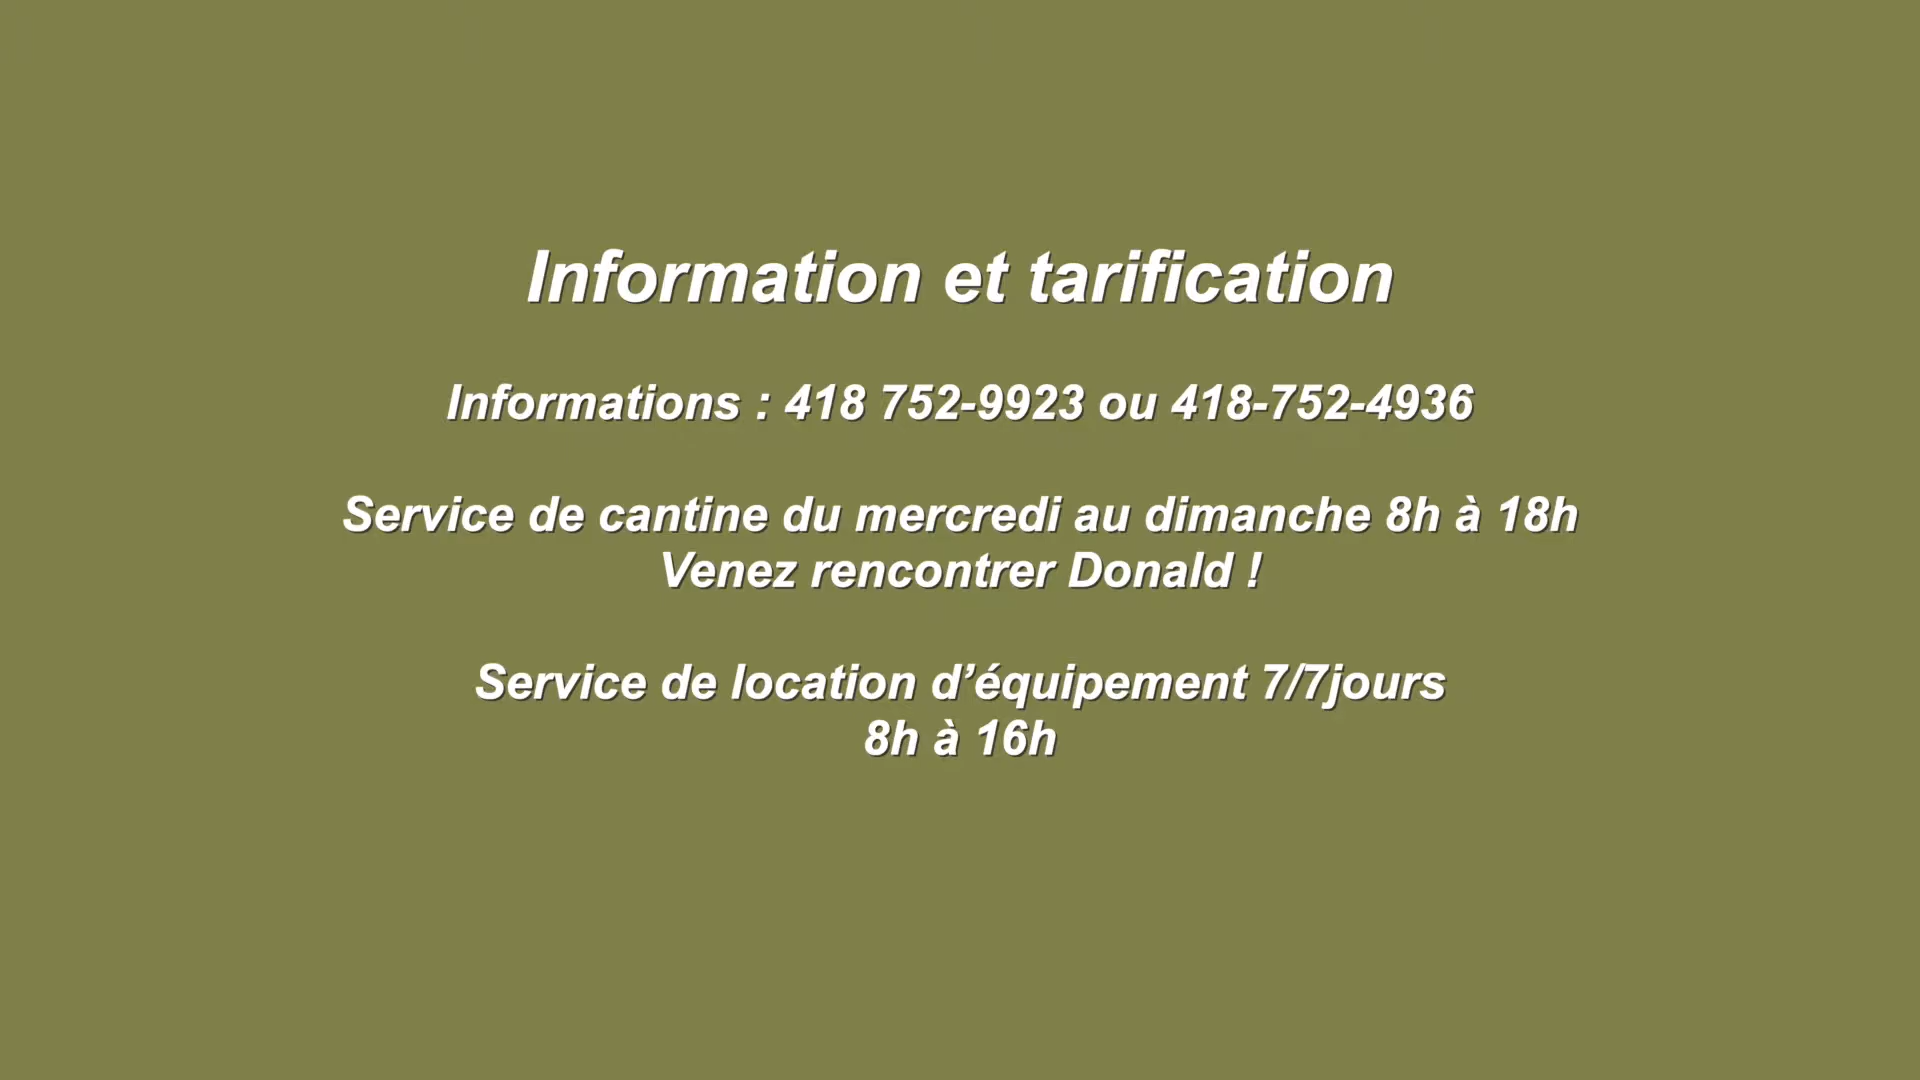 Information et tarification
Informations : 418 752-9923 ou 418-752-4936
Service de cantine du mercredi au dimanche 8h à 18h
Venez rencontrer Donald !
Service de location d’équipement 7/7jours
8h à 16h